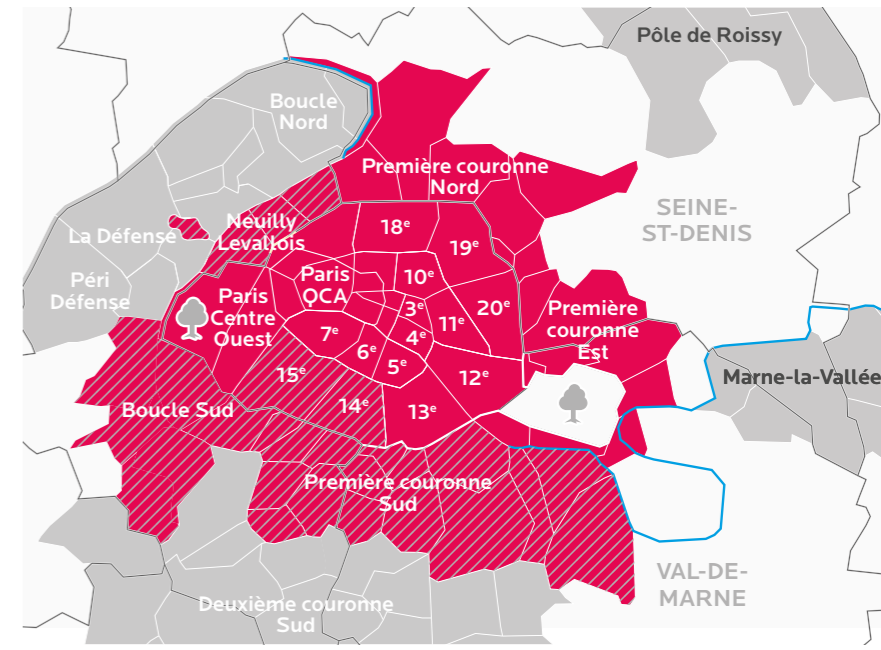 Pôle de Roissy
Boucle
Nord
Première couronne
Nord
SEINE-
ST-DENIS
Neuilly
Levallois
18ᵉ
19ᵉ
La Défense
Péri
Défense
Paris
QCA
10ᵉ
3ᵉ
20ᵉ
Paris
Centre
Ouest
Première
couronne
Est
11ᵉ
7ᵉ
4ᵉ
6ᵉ
5ᵉ
15ᵉ
12ᵉ
Marne-la-Vallée
14ᵉ
13ᵉ
Boucle Sud
Première couronne
Sud
VAL-DE-
MARNE
Deuxième couronne
Sud